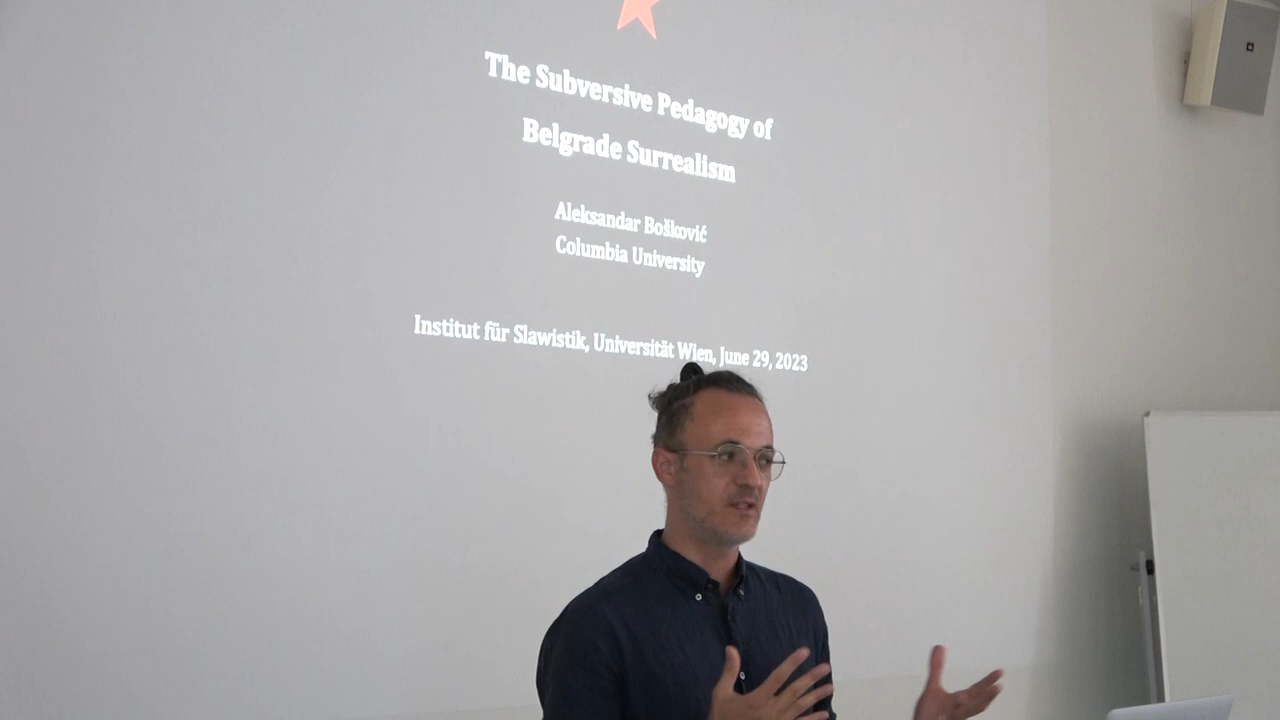 The Subversive Pedagogy of
Belgrade Surrealism
Aleksandar Bošković
Columbia University
Institut für Slawistik, Universität Wien, June 29, 2023